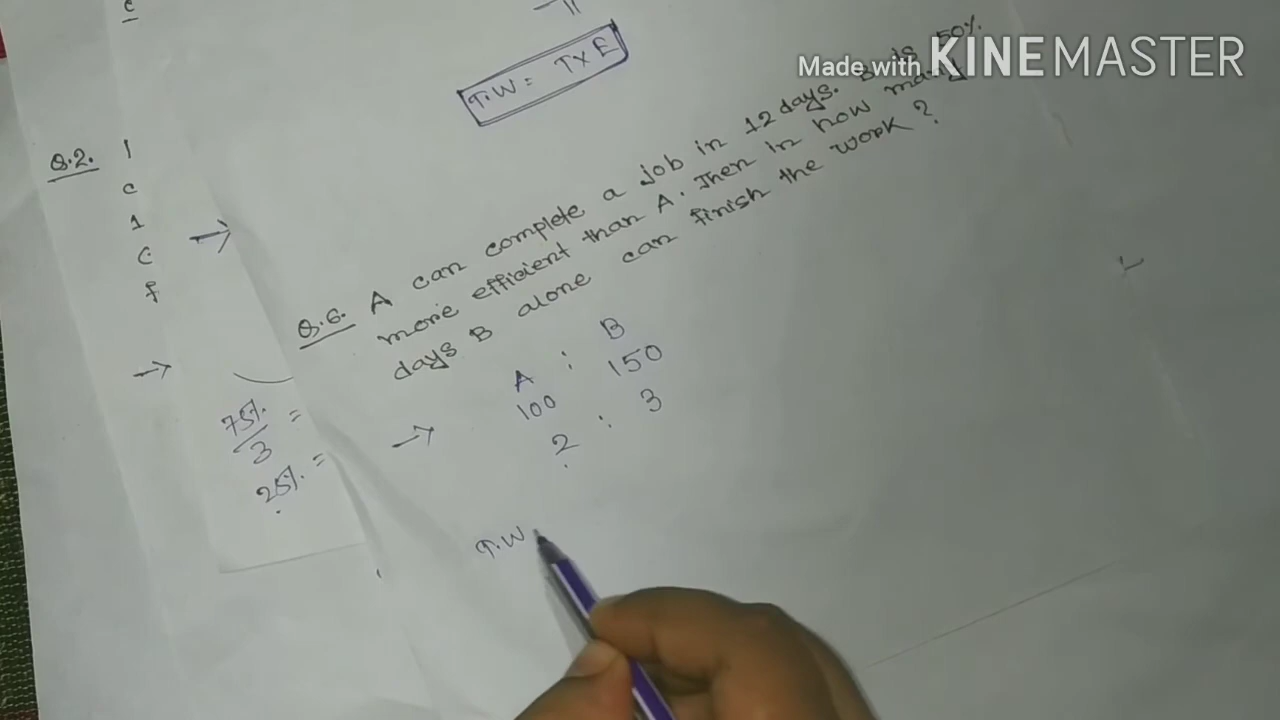 c
T.W = T×E
Made with KINEMASTER
Q.2. 1
c
1
c
f
Q.6. A can complete a job in 12 days. B is 50%
more efficient than A. Then in how many
days B alone can finish the work ?
A : B
100 150
2 : 3
75% =
3
25% =
T.W